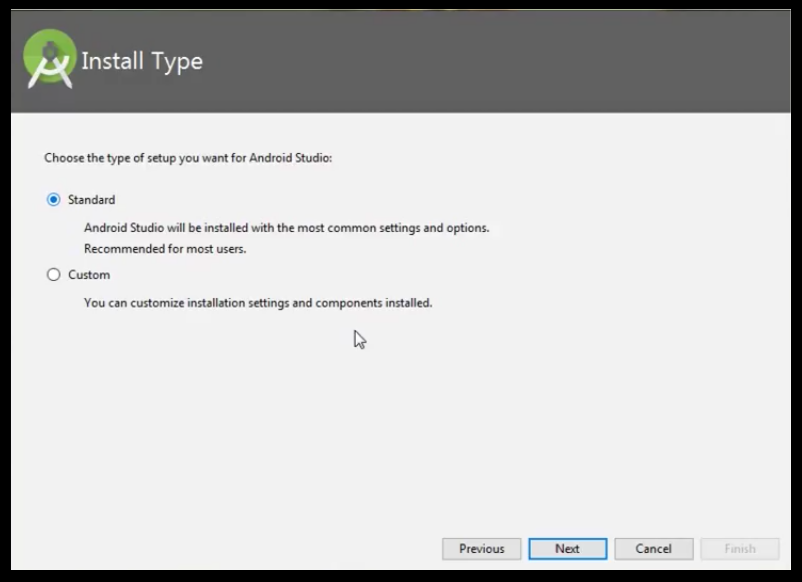 Install Type
Choose the type of setup you want for Android Studio:
Standard
Android Studio will be installed with the most common settings and options.
Recommended for most users.
Custom
You can customize installation settings and components installed.
Previous
Next
Cancel
Finish